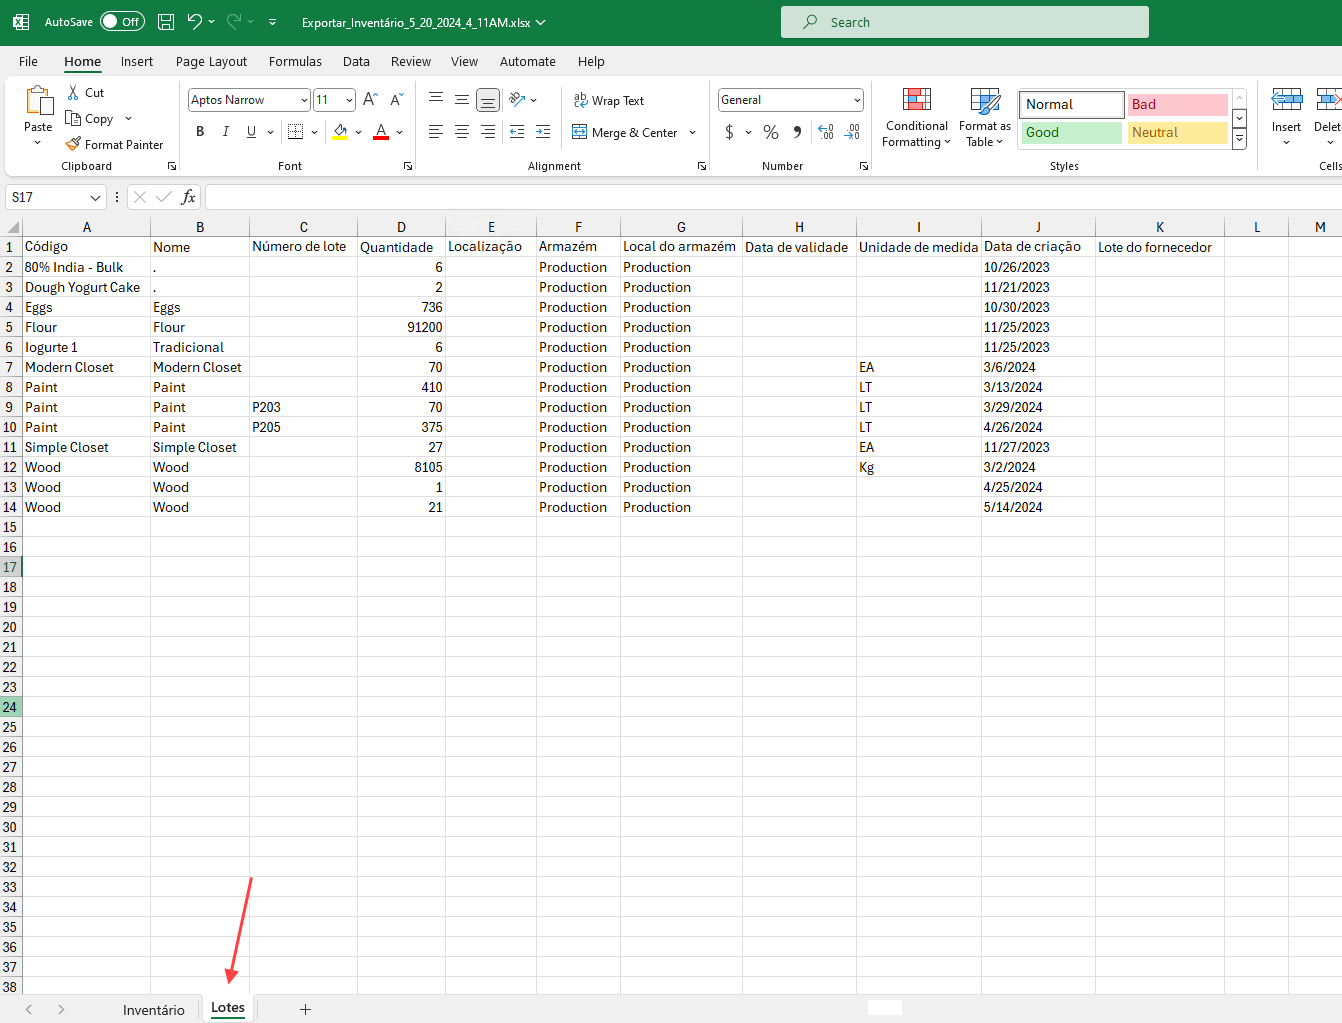 AutoSave Off Exportar_Inventário_5_20_2024_4_11AM.xlsx Search
File Home Insert Page Layout Formulas Data Review View Automate Help
Paste Cut Copy Format Painter Clipboard
Aptos Narrow 11 A A B I U A Font
ab c Wrap Text Merge & Center Alignment
General $ % 9 .00 .00 Number
Conditional Formatting Format as Table Normal Bad Good Neutral Styles
Insert Delet Cells
S17 fx
A B C D E F G H I J K L M
1 Código Nome Número de lote Quantidade Localização Armazém Local do armazém Data de validade Unidade de medida Data de criação Lote do fornecedor
2 80% India - Bulk . 6 Production Production 10/26/2023
3 Dough Yogurt Cake . 2 Production Production 11/21/2023
4 Eggs Eggs 736 Production Production 10/30/2023
5 Flour Flour 91200 Production Production 11/25/2023
6 Iogurte 1 Tradicional 6 Production Production 11/25/2023
7 Modern Closet Modern Closet 70 Production Production EA 3/6/2024
8 Paint Paint 410 Production Production LT 3/13/2024
9 Paint Paint P203 70 Production Production LT 3/29/2024
10 Paint Paint P205 375 Production Production LT 4/26/2024
11 Simple Closet Simple Closet 27 Production Production EA 11/27/2023
12 Wood Wood 8105 Production Production Kg 3/2/2024
13 Wood Wood 1 Production Production 4/25/2024
14 Wood Wood 21 Production Production 5/14/2024
15
16
17
18
19
20
21
22
23
24
25
26
27
28
29
30
31
32
33
34
35
36
37
38
Inventário Lotes +